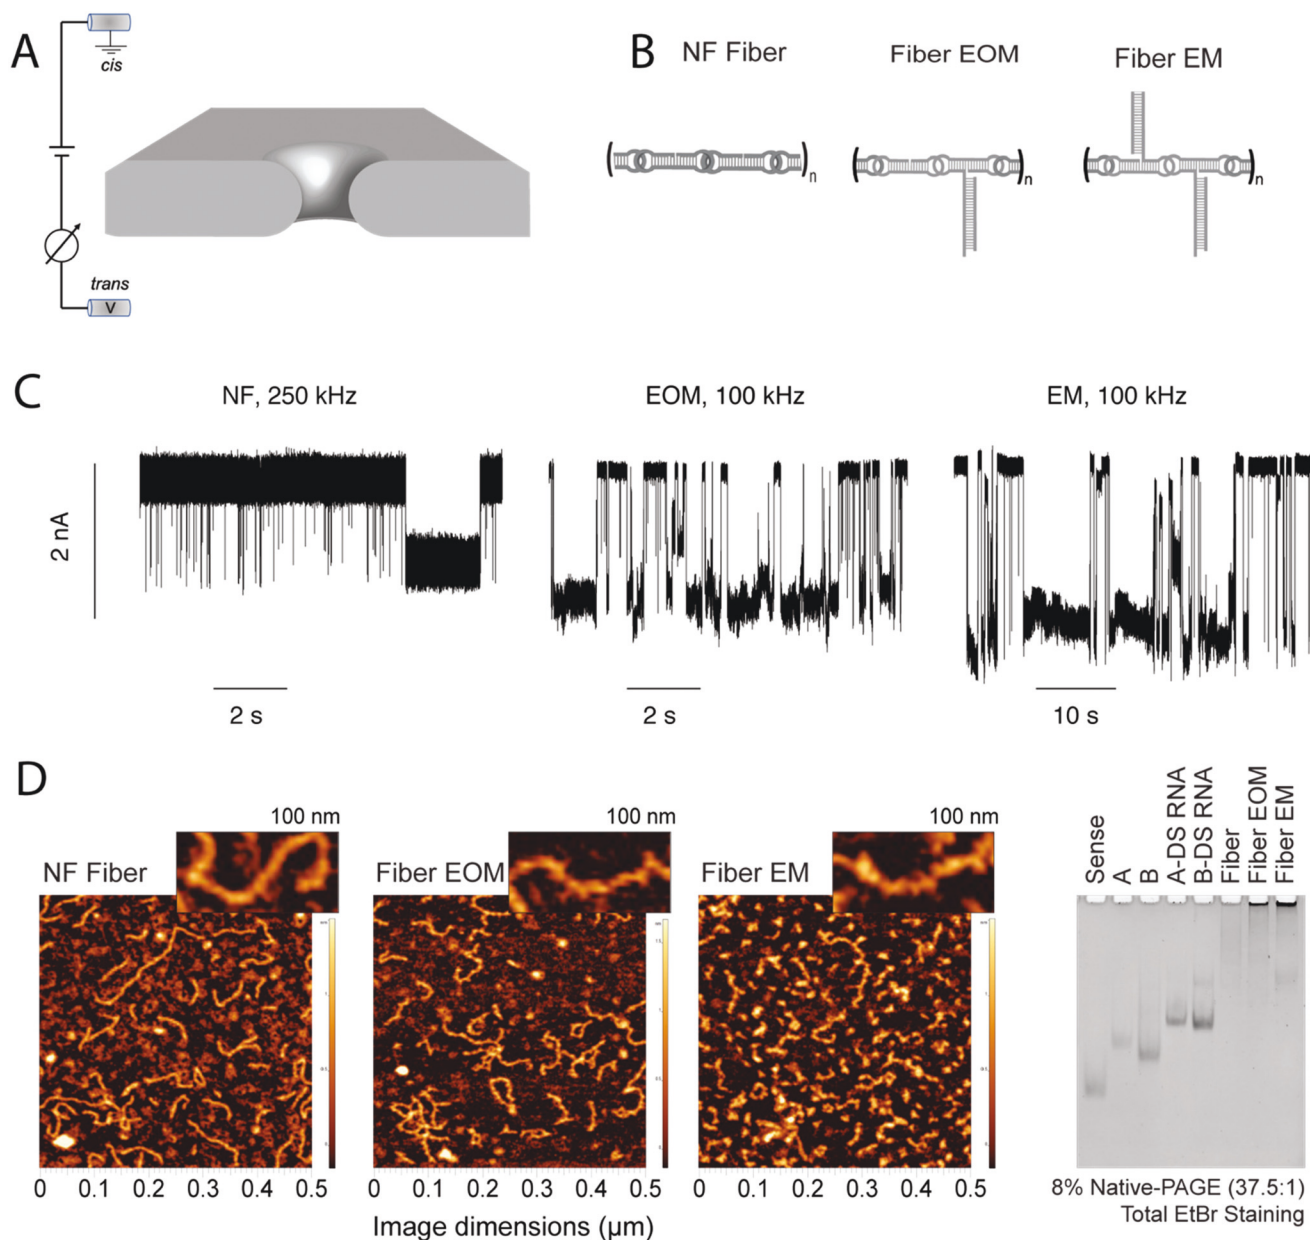 A
cis
trans
V
B
NF Fiber
Fiber EOM
Fiber EM
n
n
n
C
NF, 250 kHz
EOM, 100 kHz
EM, 100 kHz
2 nA
2 s
2 s
10 s
D
100 nm
100 nm
100 nm
NF Fiber
Fiber EOM
Fiber EM
0 0.1 0.2 0.3 0.4 0.5
0 0.1 0.2 0.3 0.4 0.5
0 0.1 0.2 0.3 0.4 0.5
Image dimensions (µm)
Sense
A
B
A-DS RNA
B-DS RNA
Fiber
Fiber EOM
Fiber EM
8% Native-PAGE (37.5:1)
Total EtBr Staining